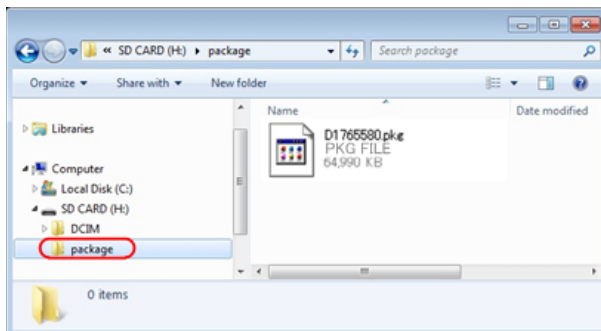 « SD CARD (H:) ▸ package
Search package
Organize Share with New folder
Name Date modified
Libraries
Computer
Local Disk (C:)
SD CARD (H:)
DCIM
package
D1765580.pkg
PKG FILE
64,990 KB
0 items